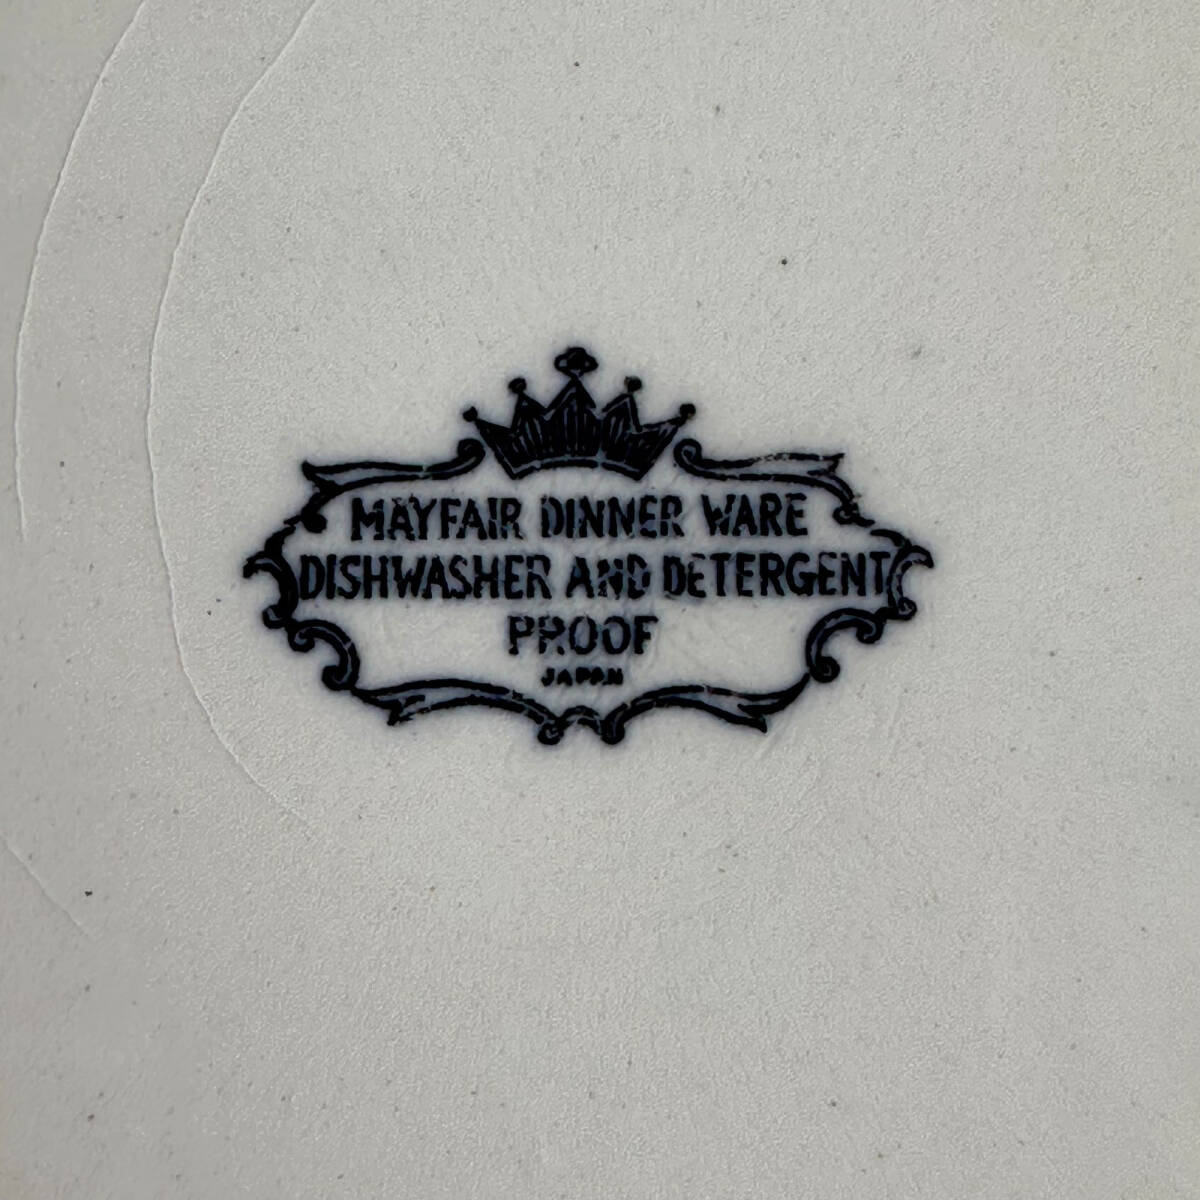 MAYFAIR DINNER WARE
DISHWASHER AND DETERGENT
PROOF
JAPAN